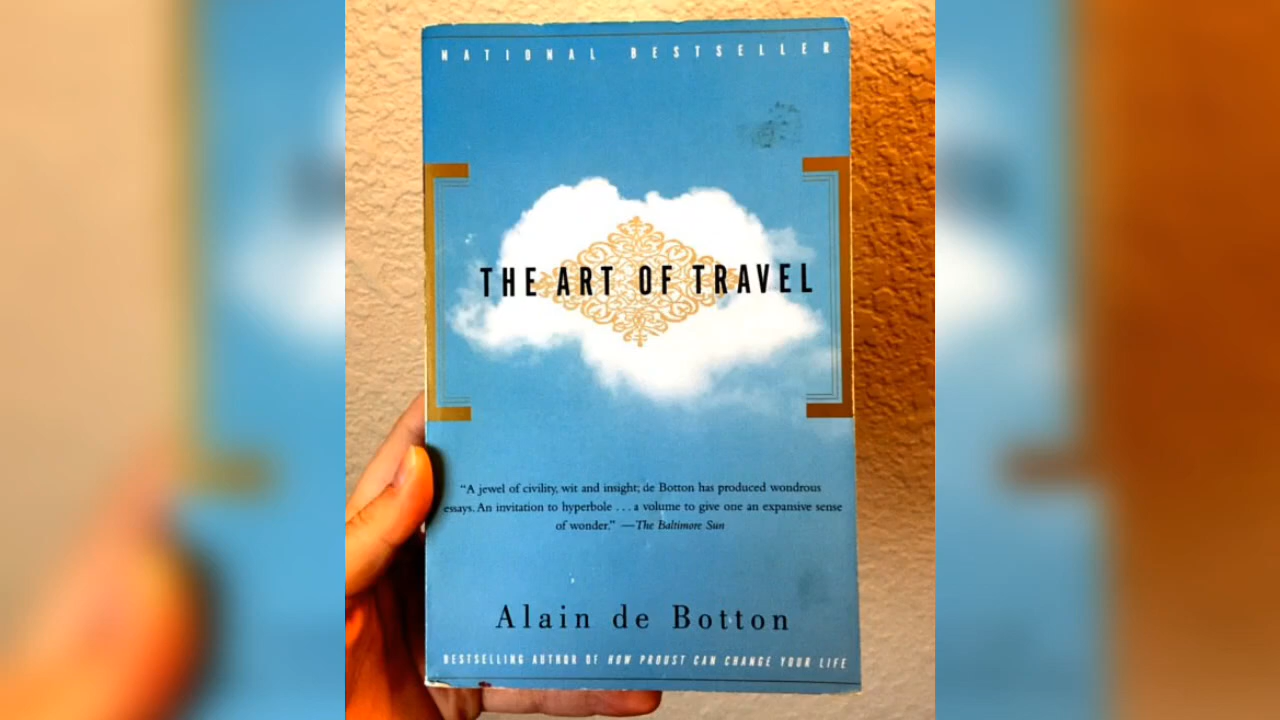 NATIONAL BESTSELLER
THE ART OF TRAVEL
“A jewel of civility, wit and insight; de Botton has produced wondrous
essays. An invitation to hyperbole . . . a volume to give one an expansive sense
of wonder.” —The Baltimore Sun
Alain de Botton
BESTSELLING AUTHOR OF HOW PROUST CAN CHANGE YOUR LIFE